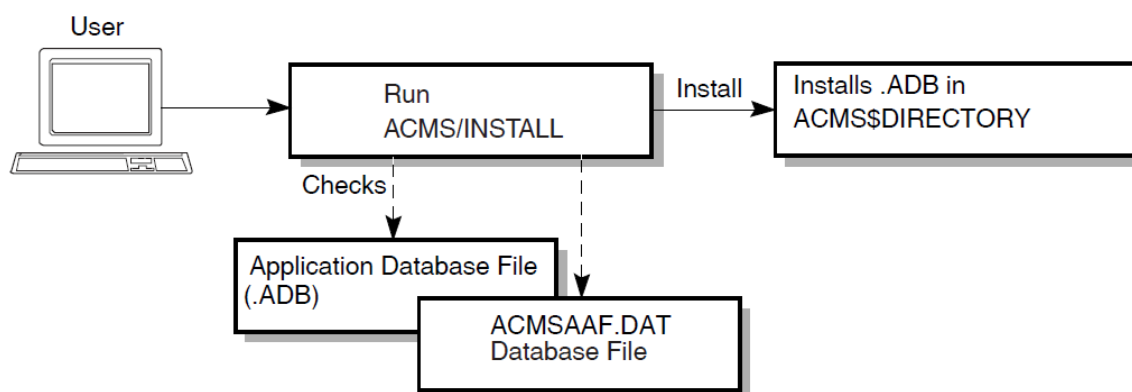 User
Run
ACMS/INSTALL
Install
Installs .ADB in
ACMS$DIRECTORY
Checks
Application Database File
(.ADB)
ACMSAAF.DAT
Database File